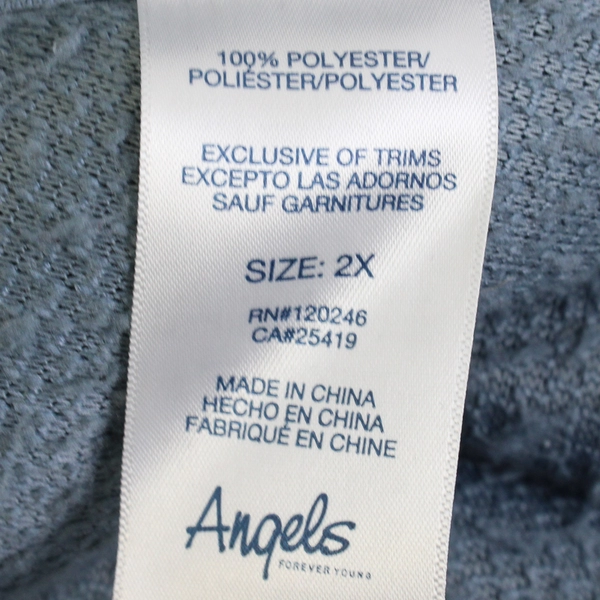 100% POLYESTER/
POLIÉSTER/POLYESTER
EXCLUSIVE OF TRIMS
EXCEPTO LAS ADORNOS
SAUF GARNITURES
SIZE: 2X
RN#120246
CA#25419
MADE IN CHINA
HECHO EN CHINA
FABRIQUÉ EN CHINE
Angels
FOREVER YOUNG